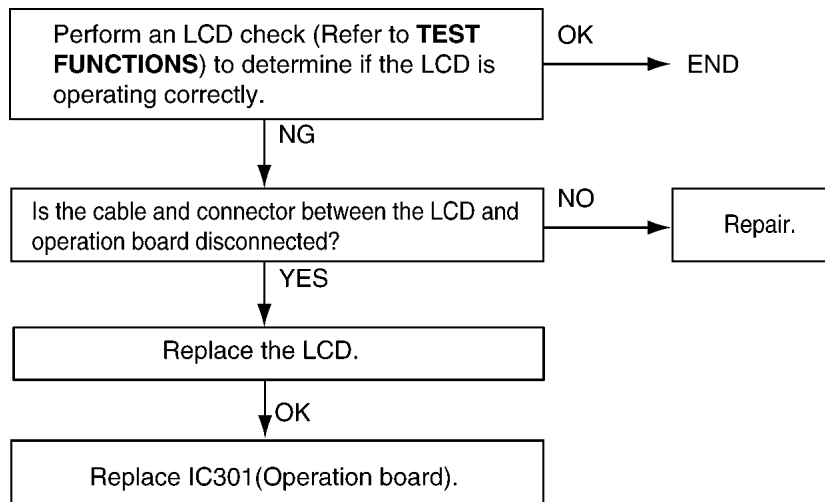 Perform an LCD check (Refer to TEST
FUNCTIONS) to determine if the LCD is
operating correctly.
OK
END
NG
Is the cable and connector between the LCD and
operation board disconnected?
NO
Repair.
YES
Replace the LCD.
OK
Replace IC301(Operation board).